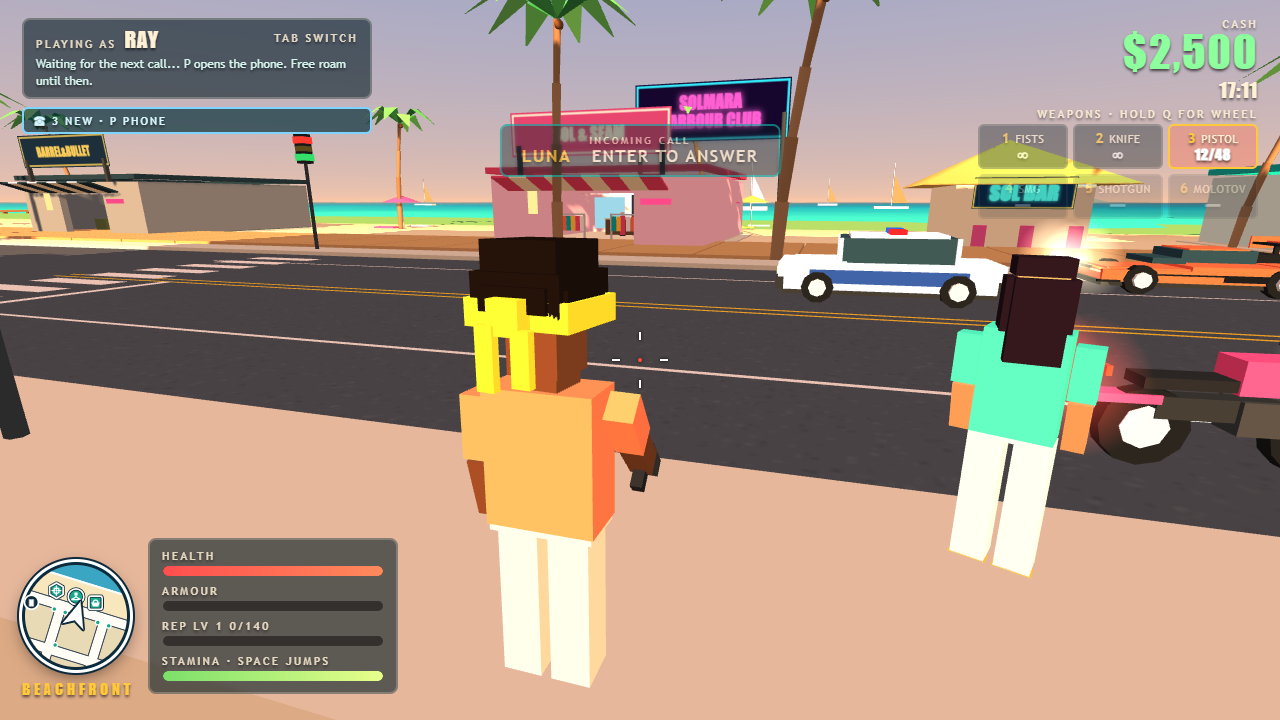 PLAYING AS RAY
TAB SWITCH
Waiting for the next call... P opens the phone. Free roam
until then.
☎ 3 NEW · P PHONE
BARREL&BULLET
SOLMARA
HARBOUR CLUB
INCOMING CALL
LUNA ENTER TO ANSWER
CASH
$2,500
17:11
WEAPONS · HOLD Q FOR WHEEL
1 FISTS
∞
2 KNIFE
∞
3 PISTOL
12/48
4 SMG
5 SHOTGUN
6 MOLOTOV
SOL BAR
HEALTH
ARMOUR
REP LV 1 0/140
STAMINA · SPACE JUMPS
BEACHFRONT